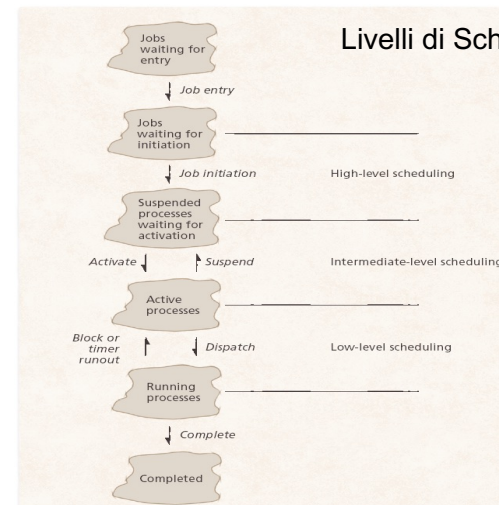 Livelli di Sch
Jobs
waiting for
entry
Job entry
Jobs
waiting for
initiation
Job initiation
High-level scheduling
Suspended
processes
waiting for
activation
Activate
Suspend
Intermediate-level scheduling
Active
processes
Block or
timer
runout
Dispatch
Low-level scheduling
Running
processes
Complete
Completed